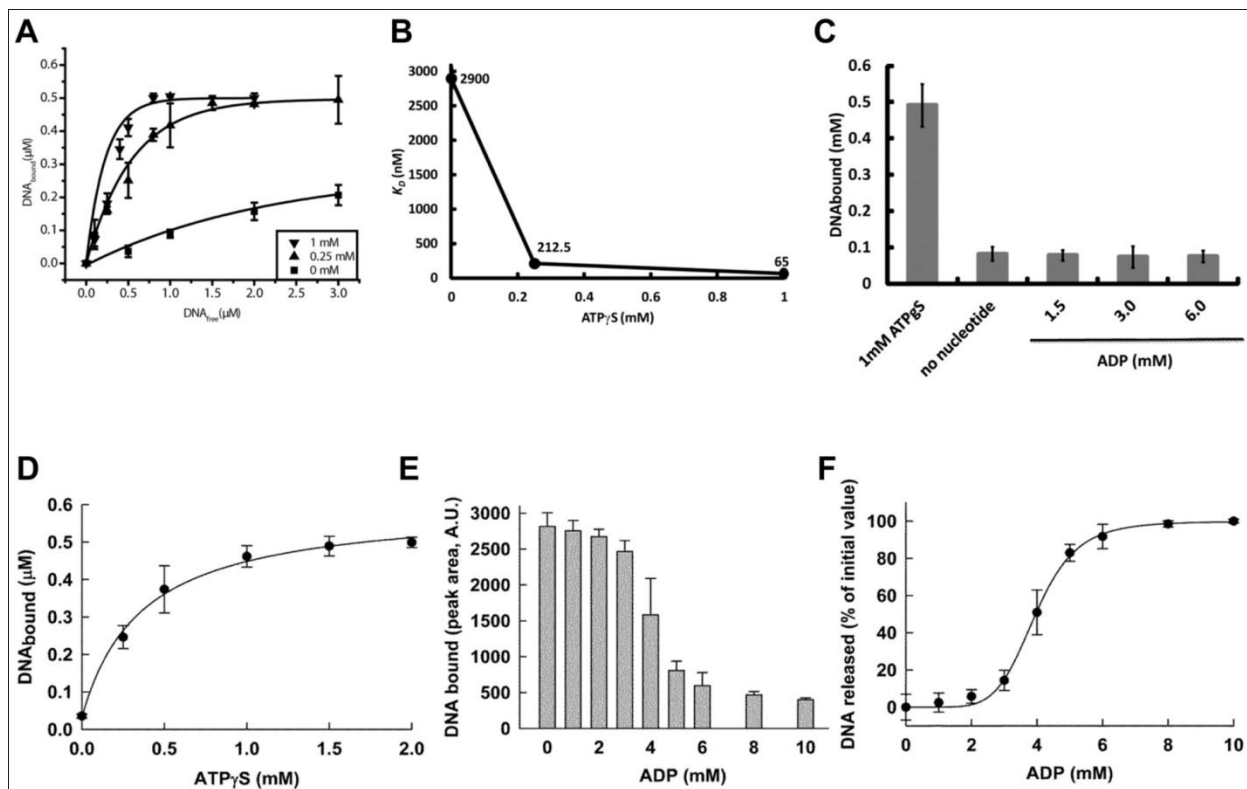 A
0.6
0.5
0.4
0.3
0.2
0.1
0.0
DNAbound(µM)
0.0 0.5 1.0 1.5 2.0 2.5 3.0
DNAfree(µM)
1 mM
0.25 mM
0 mM
B
3000
2500
2000
1500
1000
500
0
KD (nM)
2900
212.5
65
0 0.2 0.4 0.6 0.8 1
ATPγS (mM)
C
0.6
0.5
0.4
0.3
0.2
0.1
0
DNAbound (mM)
1mM ATPgS
no nucleotide
1.5
3.0
6.0
ADP (mM)
D
0.6
0.5
0.4
0.3
0.2
0.1
0.0
DNAbound (µM)
0.0 0.5 1.0 1.5 2.0
ATPγS (mM)
E
3000
2500
2000
1500
1000
500
0
DNA bound (peak area, A.U.)
0 2 4 6 8 10
ADP (mM)
F
100
80
60
40
20
0
DNA released (% of initial value)
0 2 4 6 8 10
ADP (mM)